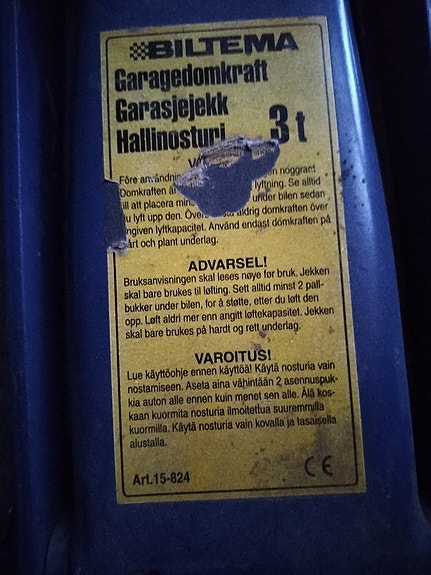 BILTEMA
Garagedomkraft
Garasjejekk
Hallinosturi 3 t
Före användnin en noggrant
Domkraften är lyftning. Se alltid
till att placera mins under bilen sedan
du lyft upp den. Över sta aldrig domkraften över
angiven lyftkapacitet. Använd endast domkraften på
hårt och plant underlag.
ADVARSEL!
Bruksanvisningen skal leses nøye før bruk. Jekken
skal bare brukes til løfting. Sett alltid minst 2 pall-
bukker under bilen, for å støtte, etter du løft den
opp. Løft aldri mer enn angitt løftekapasitet. Jekken
skal bare brukes på hardt og rett underlag.
VAROITUS!
Lue käyttöohje ennen käyttöä! Käytä nosturia vain
nostamiseen. Aseta aina vähintään 2 asennuspuk-
kia auton alle ennen kuin menet sen alle. Älä kos-
kaan kuormita nosturia ilmoitettua suuremmilla
kuormilla. Käytä nosturia vain kovalla ja tasaisella
alustalla.
Art.15-824 CE